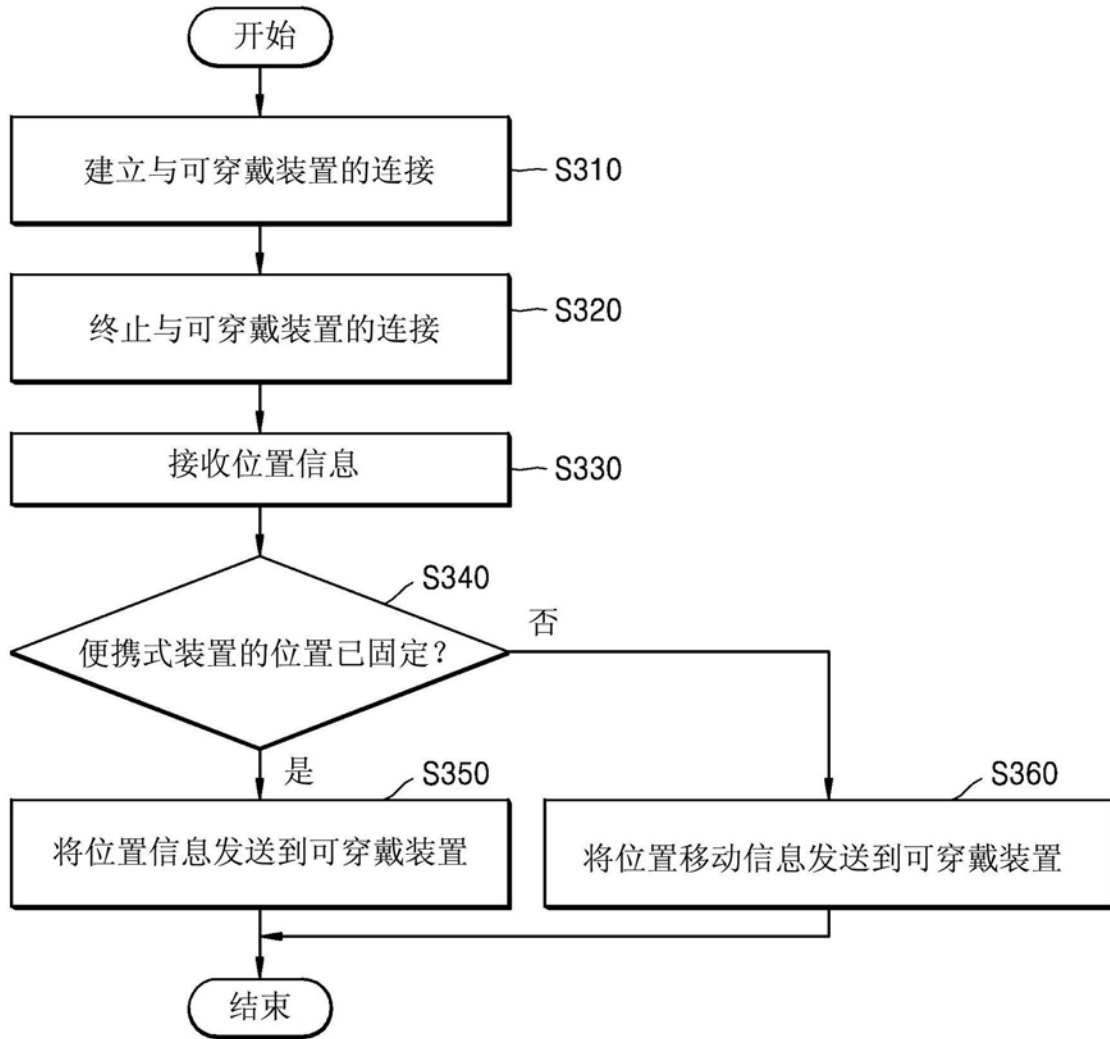 开始
建立与可穿戴装置的连接
S310
终止与可穿戴装置的连接
S320
接收位置信息
S330
S340
便携式装置的位置已固定?
否
是
S350
将位置信息发送到可穿戴装置
S360
将位置移动信息发送到可穿戴装置
结束